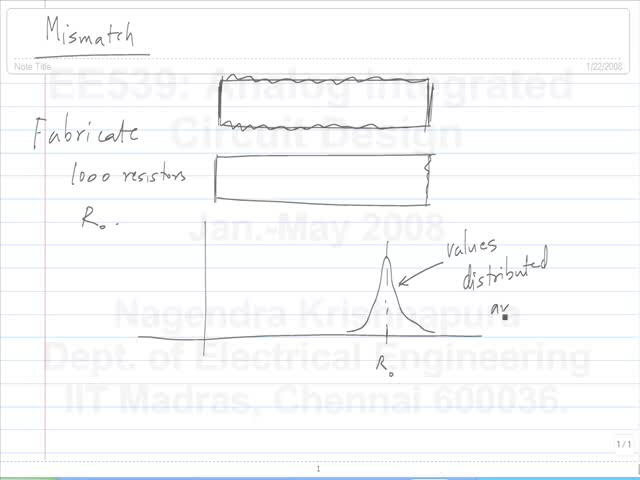 Mismatch
Note Title
1/22/2008
EE539: Analog Integrated
Circuit Design
Fabricate
1000 resistors
R₀.
Jan.-May 2008
values
distributed
Nagendra Krishnapura
R₀
Dept. of Electrical Engineering
IIT Madras, Chennai 600036.
1/1
1